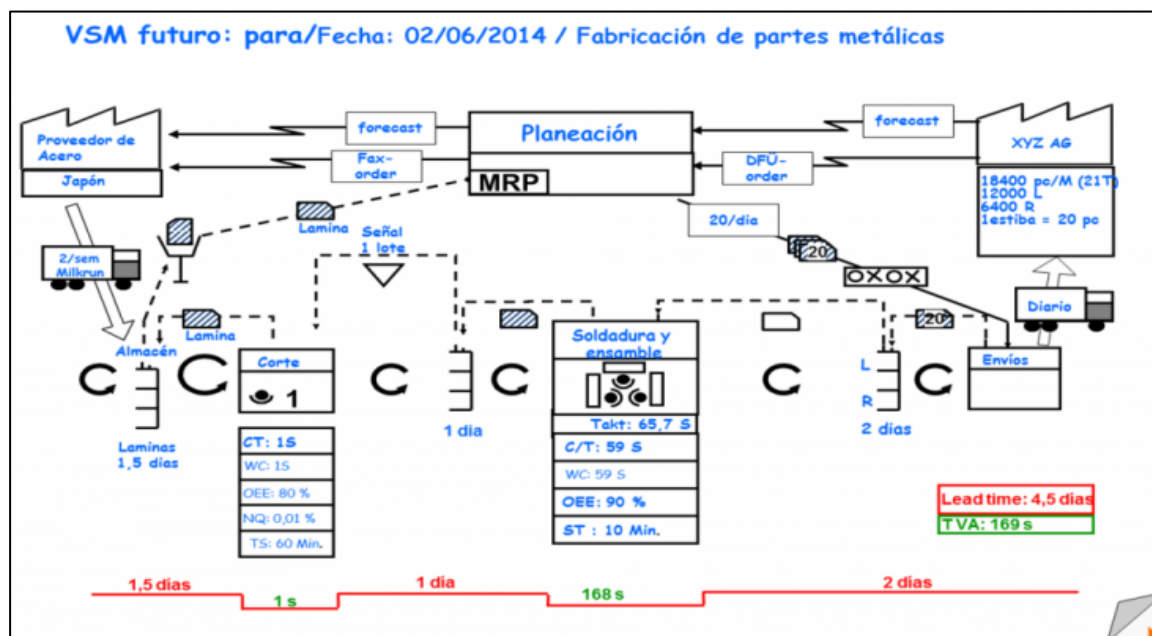 VSM futuro: para/Fecha: 02/06/2014 / Fabricación de partes metálicas
Proveedor de
Acero
Japón
forecast
Fax-
order
Planeación
MRP
forecast
DFÜ-
order
XYZ AG
18400 pc/M (21T)
12000 L
6400 R
1estiba = 20 pc
Lamina
Señal
1 lote
20/día
20
OXOX
2/sem
Milkrun
Diario
Lamina
Almacén
Corte
1
Soldadura y
ensamble
20
Envíos
L
R
Laminas
1,5 días
1 dia
2 días
CT: 1S
WC: 1S
OEE: 80 %
NQ: 0,01 %
TS: 60 Min.
Takt: 65,7 S
C/T: 59 S
WC: 59 S
OEE: 90 %
ST : 10 Min.
Lead time: 4,5 días
TVA: 169 s
1,5 días
1 s
1 día
168 s
2 días